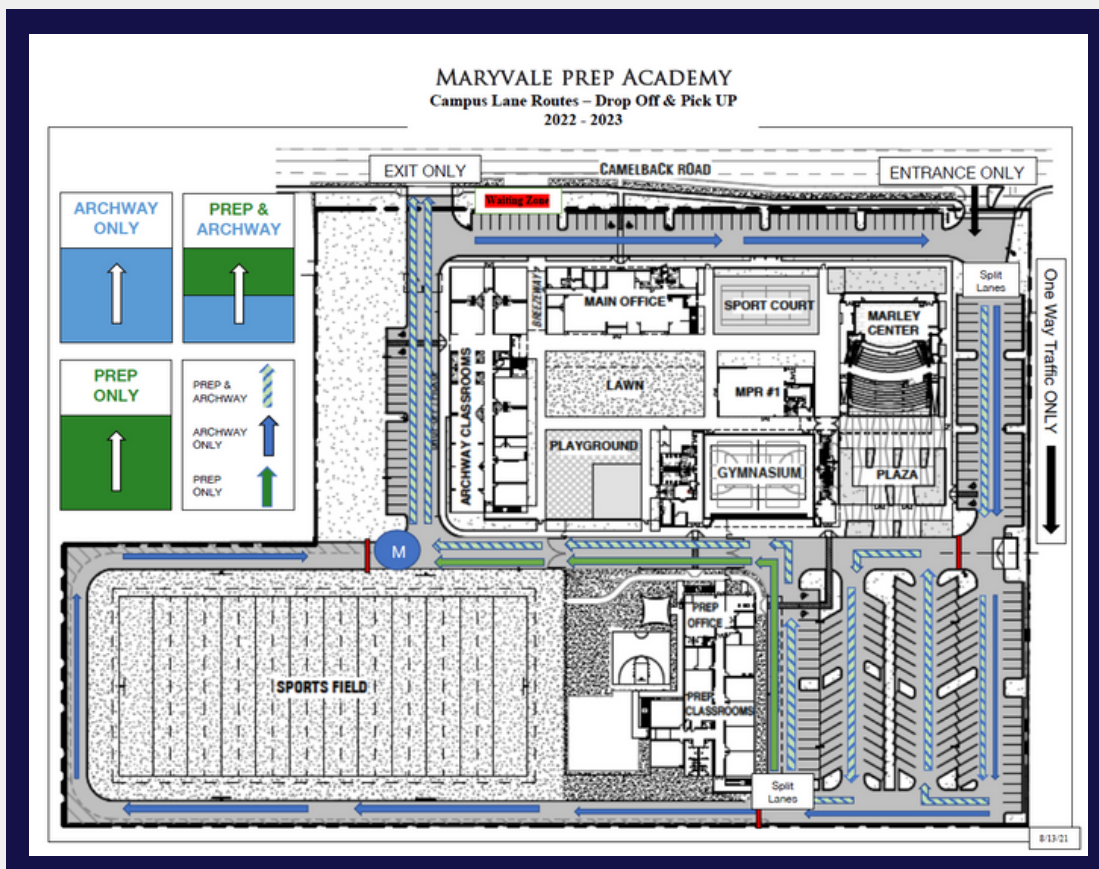 MARYVALE PREP ACADEMY
Campus Lane Routes – Drop Off & Pick UP
2022 - 2023
EXIT ONLY
CAMELBACK ROAD
ENTRANCE ONLY
Waiting Zone
ARCHWAY
ONLY
PREP &
ARCHWAY
PREP
ONLY
PREP &
ARCHWAY
ARCHWAY
ONLY
PREP
ONLY
Split
Lanes
One Way Traffic ONLY
BREEZEWAY
MAIN OFFICE
SPORT COURT
MARLEY
CENTER
ARCHWAY CLASSROOMS
LAWN
MPR #1
PLAYGROUND
GYMNASIUM
PLAZA
M
PREP
OFFICE
SPORTS FIELD
PREP
CLASSROOMS
Split
Lanes
8/13/21